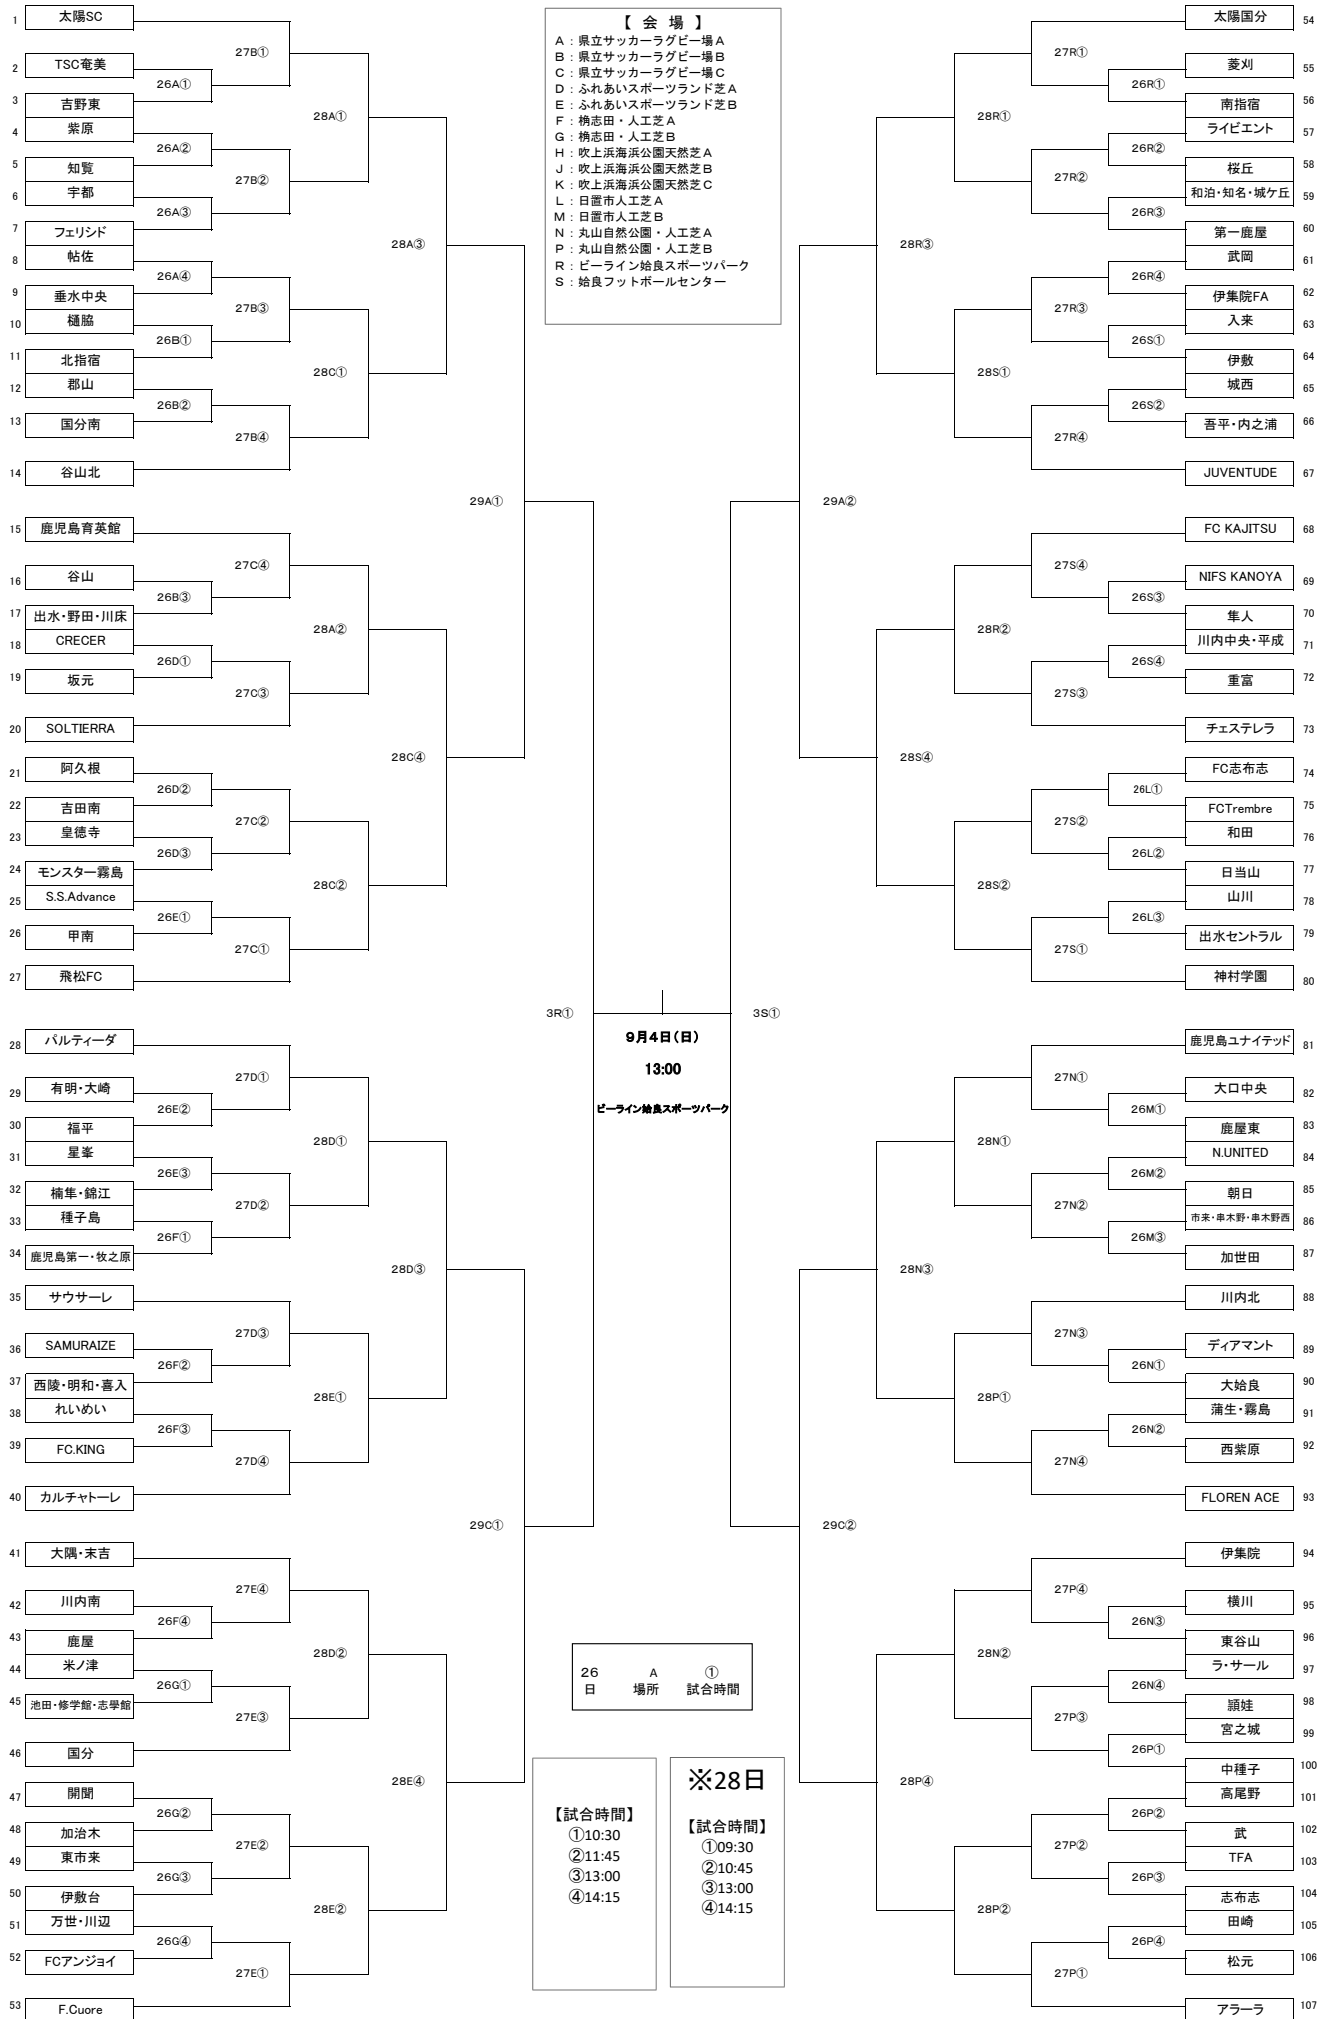 【 会 場 】
A : 県立サッカーラグビー場A
B : 県立サッカーラグビー場B
C : 県立サッカーラグビー場C
D : ふれあいスポーツランド芝A
E : ふれあいスポーツランド芝B
F : 桷志田・人工芝A
G : 桷志田・人工芝B
H : 吹上浜海浜公園天然芝A
J : 吹上浜海浜公園天然芝B
K : 吹上浜海浜公園天然芝C
L : 日置市人工芝A
M : 日置市人工芝B
N : 丸山自然公園・人工芝A
P : 丸山自然公園・人工芝B
R : ビーライン姶良スポーツパーク
S : 姶良フットボールセンター
1 太陽SC
2 TSC奄美
3 吉野東
4 紫原
5 知覧
6 宇都
7 フェリシド
8 帖佐
9 垂水中央
10 樋脇
11 北指宿
12 郡山
13 国分南
14 谷山北
15 鹿児島育英館
16 谷山
17 出水・野田・川床
18 CRECER
19 坂元
20 SOLTIERRA
21 阿久根
22 吉田南
23 皇徳寺
24 モンスター霧島
25 S.S.Advance
26 甲南
27 飛松FC
28 パルティーダ
29 有明・大崎
30 福平
31 星峯
32 楠隼・錦江
33 種子島
34 鹿児島第一・牧之原
35 サウサーレ
36 SAMURAIZE
37 西陵・明和・喜入
38 れいめい
39 FC.KING
40 カルチャトーレ
41 大隅・末吉
42 川内南
43 鹿屋
44 米ノ津
45 池田・修学館・志學館
46 国分
47 開聞
48 加治木
49 東市来
50 伊敷台
51 万世・川辺
52 FCアンジョイ
53 F.Cuore
26A①
26A②
26A③
26A④
26B①
26B②
26B③
26D①
26D②
26D③
26E①
26E②
26E③
26F①
26F②
26F③
26F④
26G①
26G②
26G③
26G④
27B①
27B②
27B③
27B④
27C④
27C③
27C②
27C①
27D①
27D②
27D③
27D④
27E④
27E③
27E②
27E①
28A①
28C①
28A②
28C②
28D①
28E①
28D②
28E②
28A③
28C④
28D③
28E④
29A①
29C①
3R①
9月4日(日)
13:00
ビーライン姶良スポーツパーク
3S①
29A②
29C②
28R③
28S④
28N③
28P④
28R①
28S①
28R②
28S②
28N①
28P①
28N②
28P②
27R①
27R②
27R③
27R④
27S④
27S③
27S②
27S①
27N①
27N②
27N③
27N④
27P④
27P③
27P②
27P①
26R①
26R②
26R③
26R④
26S①
26S②
26S③
26S④
26L①
26L②
26L③
26M①
26M②
26M③
26N①
26N②
26N③
26N④
26P①
26P②
26P③
26P④
太陽国分 54
菱刈 55
南指宿 56
ライビエント 57
桜丘 58
和泊・知名・城ケ丘 59
第一鹿屋 60
武岡 61
伊集院FA 62
入来 63
伊敷 64
城西 65
吾平・内之浦 66
JUVENTUDE 67
FC KAJITSU 68
NIFS KANOYA 69
隼人 70
川内中央・平成 71
重富 72
チェステレラ 73
FC志布志 74
FCTrembre 75
和田 76
日当山 77
山川 78
出水セントラル 79
神村学園 80
鹿児島ユナイテッド 81
大口中央 82
鹿屋東 83
N.UNITED 84
朝日 85
市来・串木野・串木野西 86
加世田 87
川内北 88
ディアマント 89
大姶良 90
蒲生・霧島 91
西紫原 92
FLOREN ACE 93
伊集院 94
横川 95
東谷山 96
ラ・サール 97
頴娃 98
宮之城 99
中種子 100
高尾野 101
武 102
TFA 103
志布志 104
田崎 105
松元 106
アラーラ 107
26 A ①
日 場所 試合時間
【試合時間】
①10:30
②11:45
③13:00
④14:15
※28日
【試合時間】
①09:30
②10:45
③13:00
④14:15